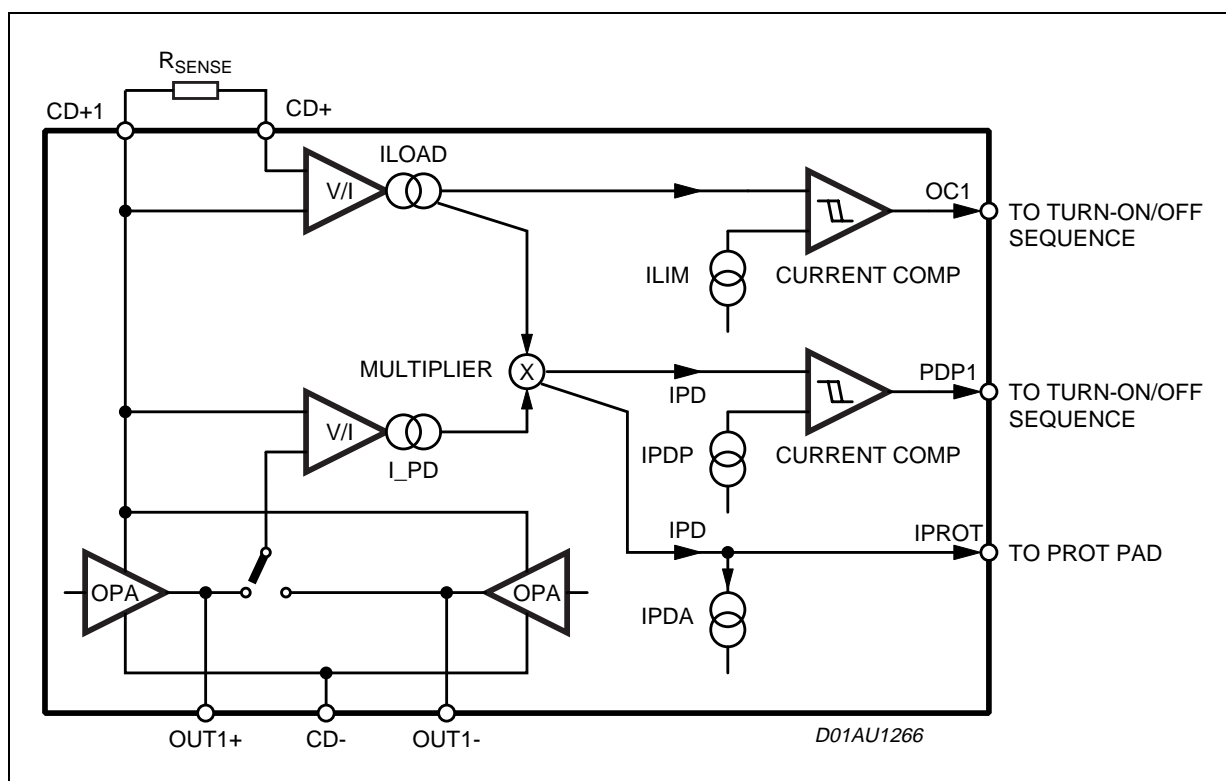 RSENSE
CD+1
CD+
ILOAD
V/I
OC1
TO TURN-ON/OFF
SEQUENCE
ILIM
CURRENT COMP
MULTIPLIER
X
PDP1
IPD
TO TURN-ON/OFF
SEQUENCE
V/I
I_PD
IPDP
CURRENT COMP
IPD
IPROT
TO PROT PAD
OPA
OPA
IPDA
OUT1+
CD-
OUT1-
D01AU1266